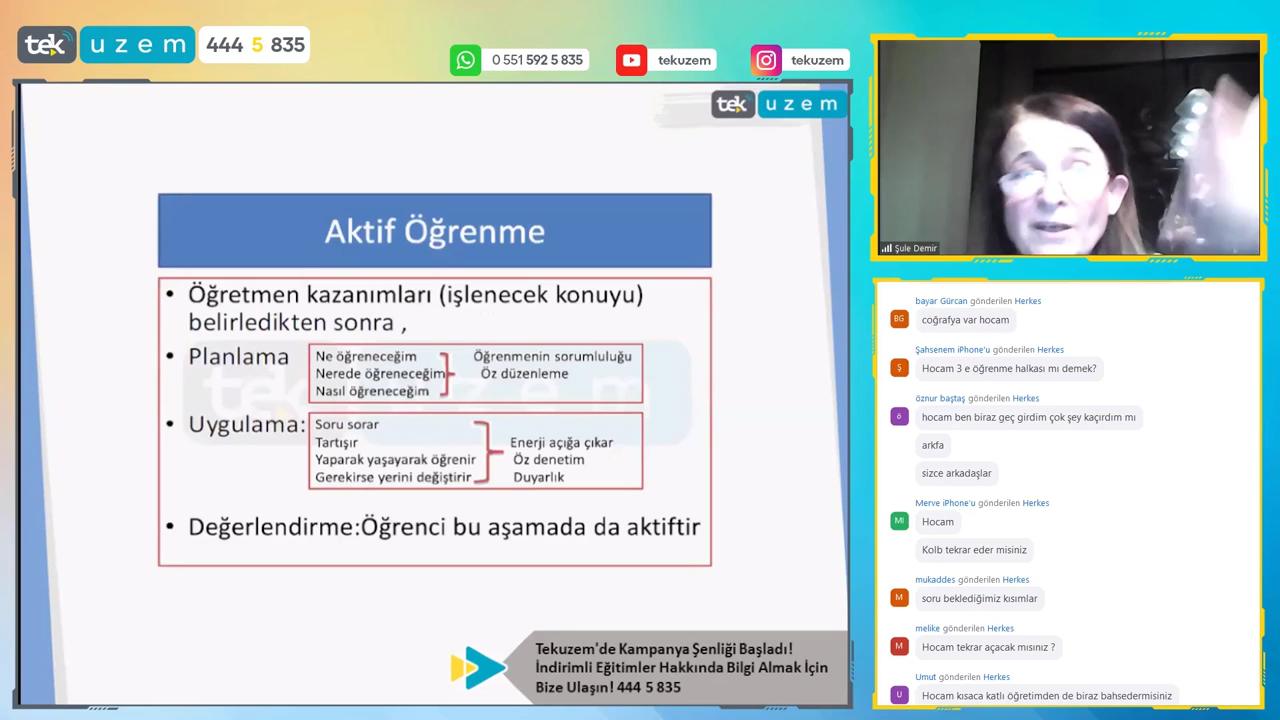 tek uzem 444 5 835
0 551 592 5 835
tekuzem
tekuzem
tek uzem
Aktif Öğrenme
• Öğretmen kazanımları (işlenecek konuyu)
belirledikten sonra ,
• Planlama
Ne öğreneceğim
Nerede öğreneceğim
Nasıl öğreneceğim
Öğrenmenin sorumluluğu
Öz düzenleme
• Uygulama:
Soru sorar
Tartışır
Yaparak yaşayarak öğrenir
Gerekirse yerini değiştirir
Enerji açığa çıkar
Öz denetim
Duyarlık
• Değerlendirme:Öğrenci bu aşamada da aktiftir
tek uzem
Tekuzem'de Kampanya Şenliği Başladı!
İndirimli Eğitimler Hakkında Bilgi Almak İçin
Bize Ulaşın! 444 5 835
Şule Demir
bayar Gürcan gönderilen Herkes
BG
coğrafya var hocam
Şahsenem iPhone'u gönderilen Herkes
Ş
Hocam 3 e öğrenme halkası mı demek?
öznur baştaş gönderilen Herkes
ö
hocam ben biraz geç girdim çok şey kaçırdım mı
arkfa
sizce arkadaşlar
Merve iPhone'u gönderilen Herkes
MI
Hocam
Kolb tekrar eder misiniz
mukaddes gönderilen Herkes
M
soru beklediğimiz kısımlar
melike gönderilen Herkes
M
Hocam tekrar açacak mısınız ?
Umut gönderilen Herkes
U
Hocam kısaca katlı öğretimden de biraz bahsedermisiniz